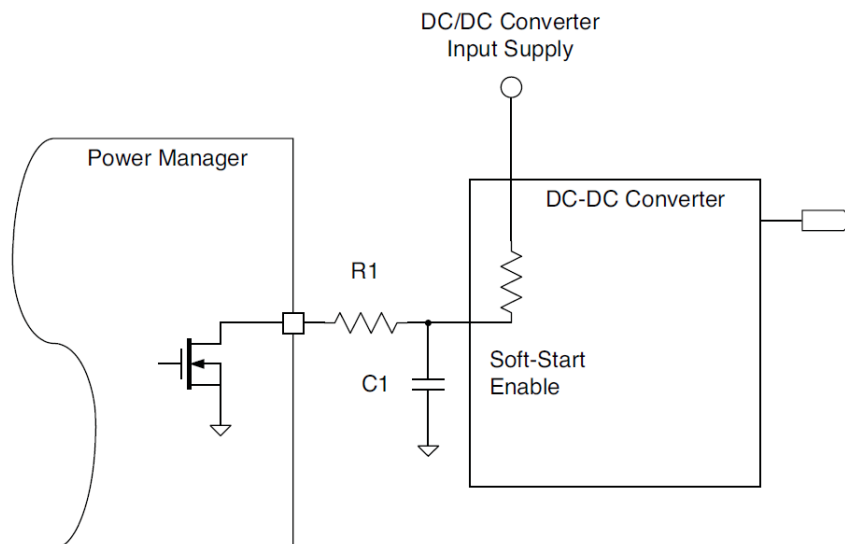 DC/DC Converter
Input Supply
Power Manager
DC-DC Converter
R1
C1
Soft-Start
Enable